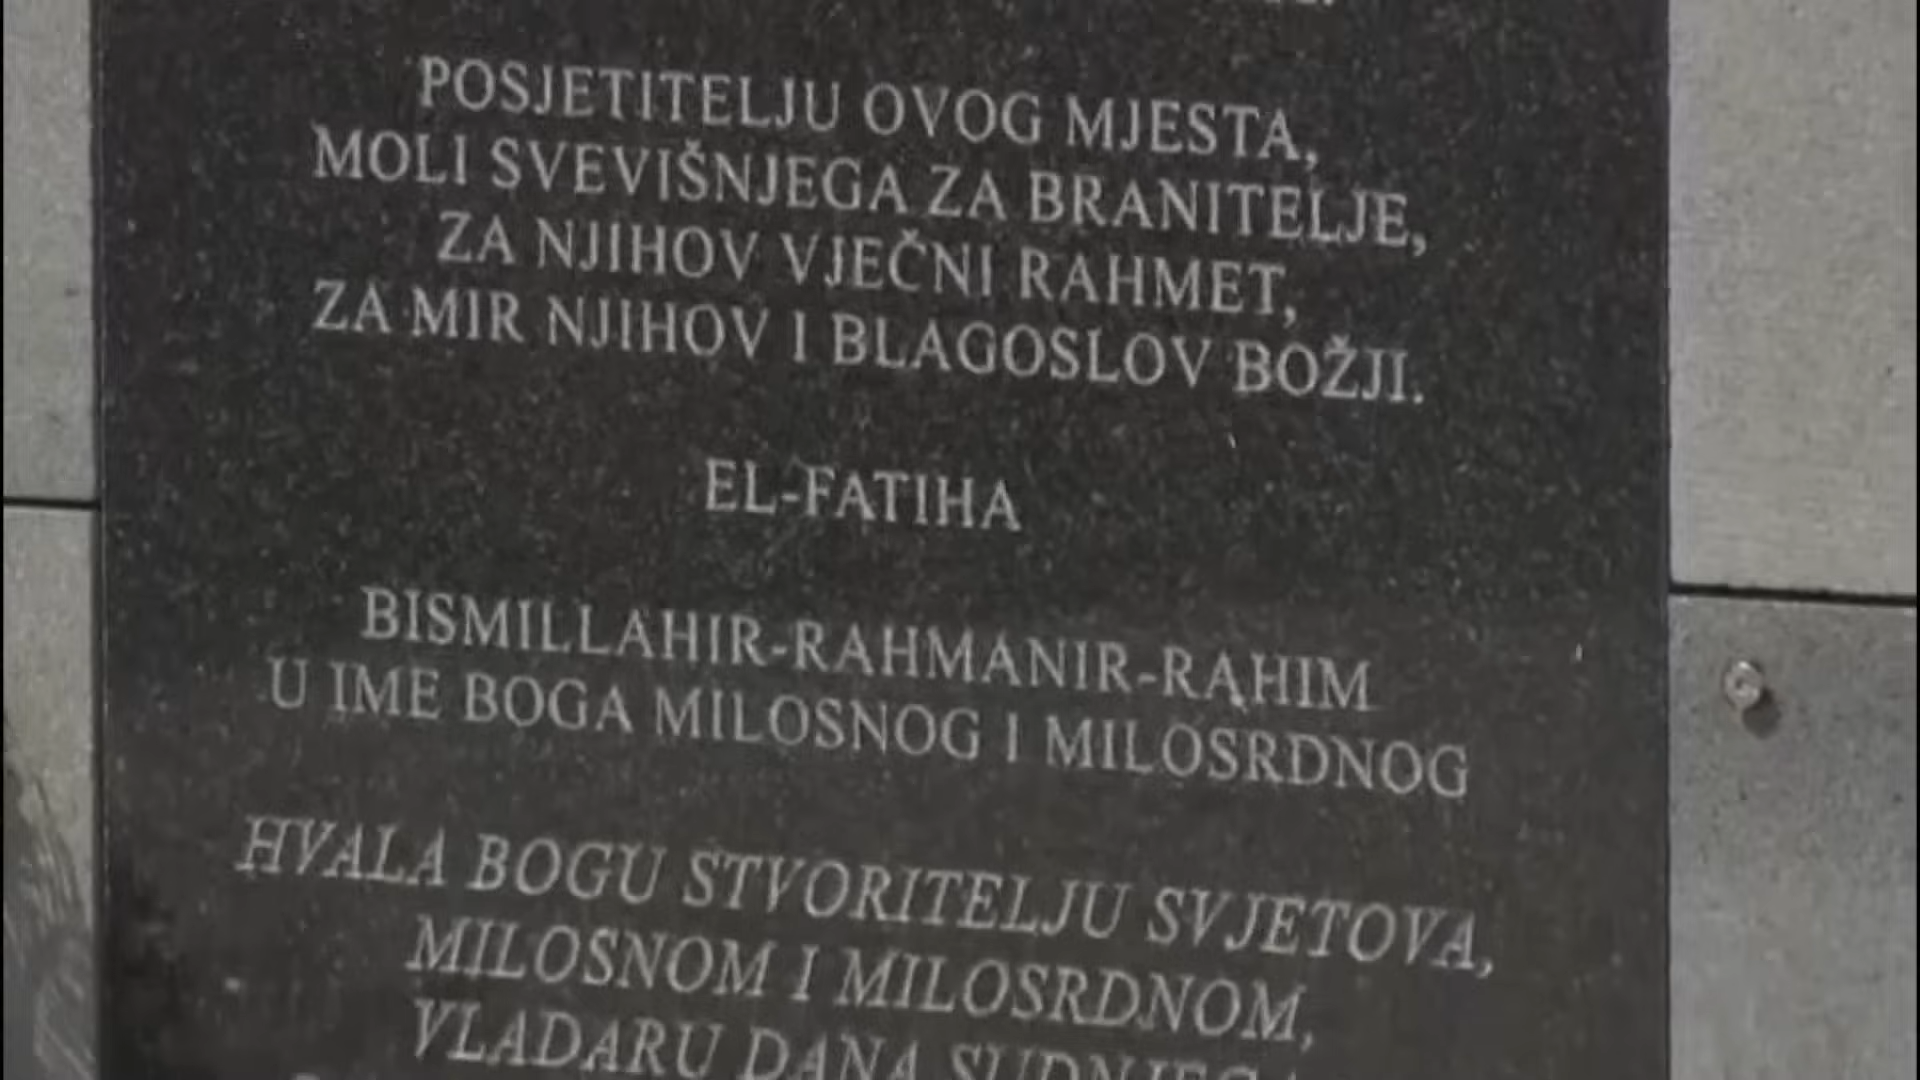 POSJETITELJU OVOG MJESTA,
MOLI SVEVIŠNJEGA ZA BRANITELJE,
ZA NJIHOV VJEČNI RAHMET,
ZA MIR NJIHOV I BLAGOSLOV BOŽJI.
EL-FATIHA
BISMILLAHIR-RAHMANIR-RAHIM
U IME BOGA MILOSNOG I MILOSRDNOG
HVALA BOGU STVORITELJU SVJETOVA,
MILOSNOM I MILOSRDNOM,
VLADARU DANA SUDNJEGA